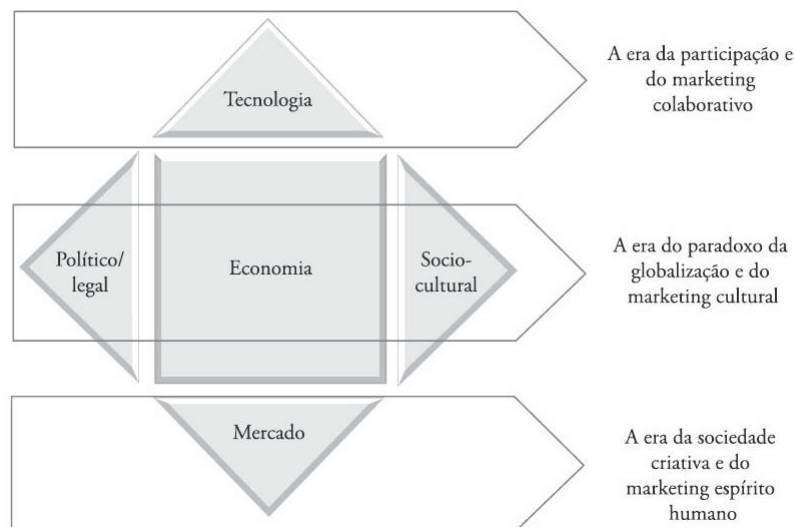 Tecnologia
A era da participação e
do marketing
colaborativo
Político/
legal
Economia
Socio-
cultural
A era do paradoxo da
globalização e do
marketing cultural
Mercado
A era da sociedade
criativa e do
marketing espírito
humano